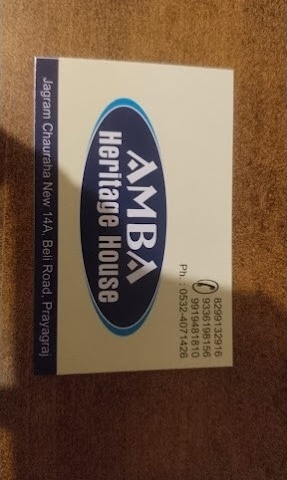 8299132916
9336198156
9919481810
Ph : 0532-4071426
AMBA
Heritage House
Jagram Chauraha New 14A, Beli Road, Prayagraj